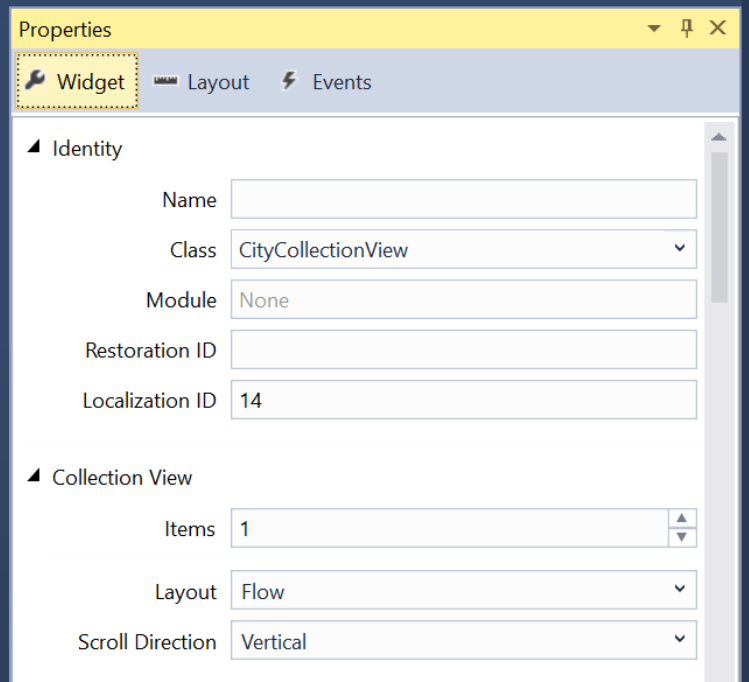 Properties
Widget Layout Events
Identity
Name
Class CityCollectionView
Module None
Restoration ID
Localization ID 14
Collection View
Items 1
Layout Flow
Scroll Direction Vertical